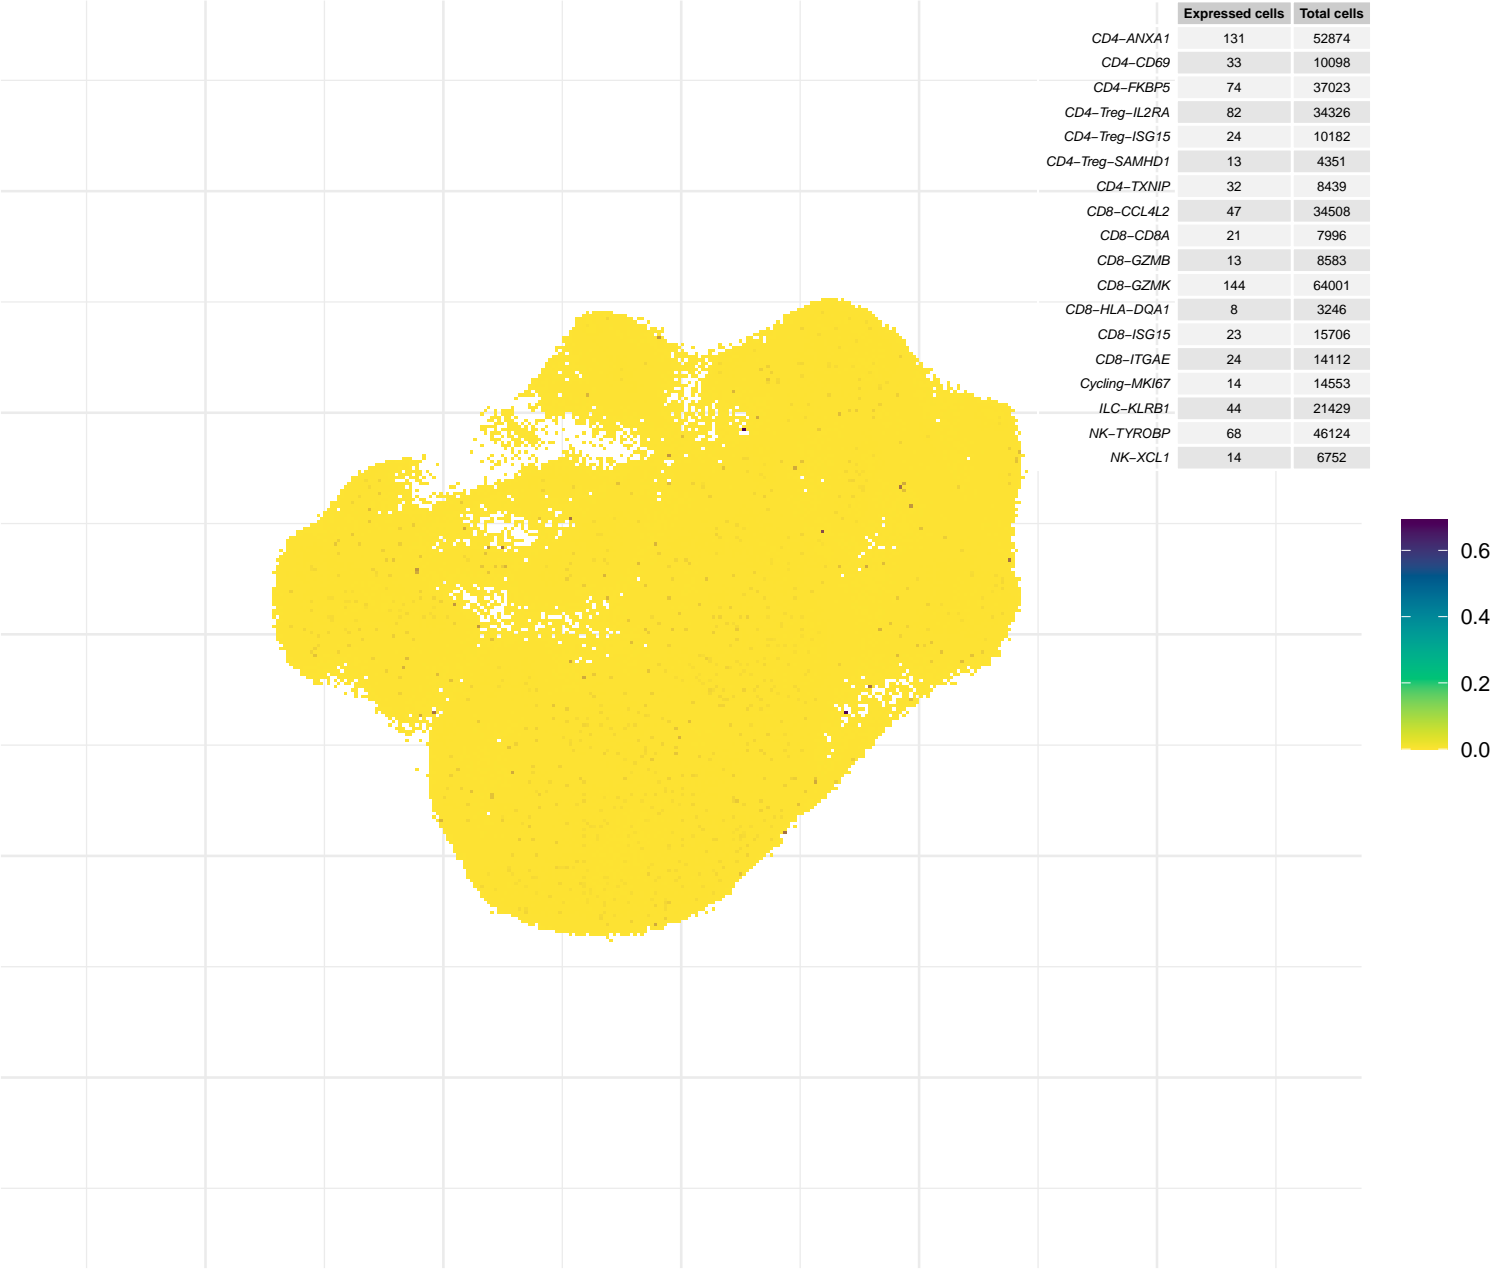 Expressed cells Total cells
CD4−ANXA1 131 52874
CD4−CD69 33 10098
CD4−FKBP5 74 37023
CD4−Treg−IL2RA 82 34326
CD4−Treg−ISG15 24 10182
CD4−Treg−SAMHD1 13 4351
CD4−TXNIP 32 8439
CD8−CCL4L2 47 34508
CD8−CD8A 21 7996
CD8−GZMB 13 8583
CD8−GZMK 144 64001
CD8−HLA−DQA1 8 3246
CD8−ISG15 23 15706
CD8−ITGAE 24 14112
Cycling−MKI67 14 14553
ILC−KLRB1 44 21429
NK−TYROBP 68 46124
NK−XCL1 14 6752
0.6
0.4
0.2
0.0